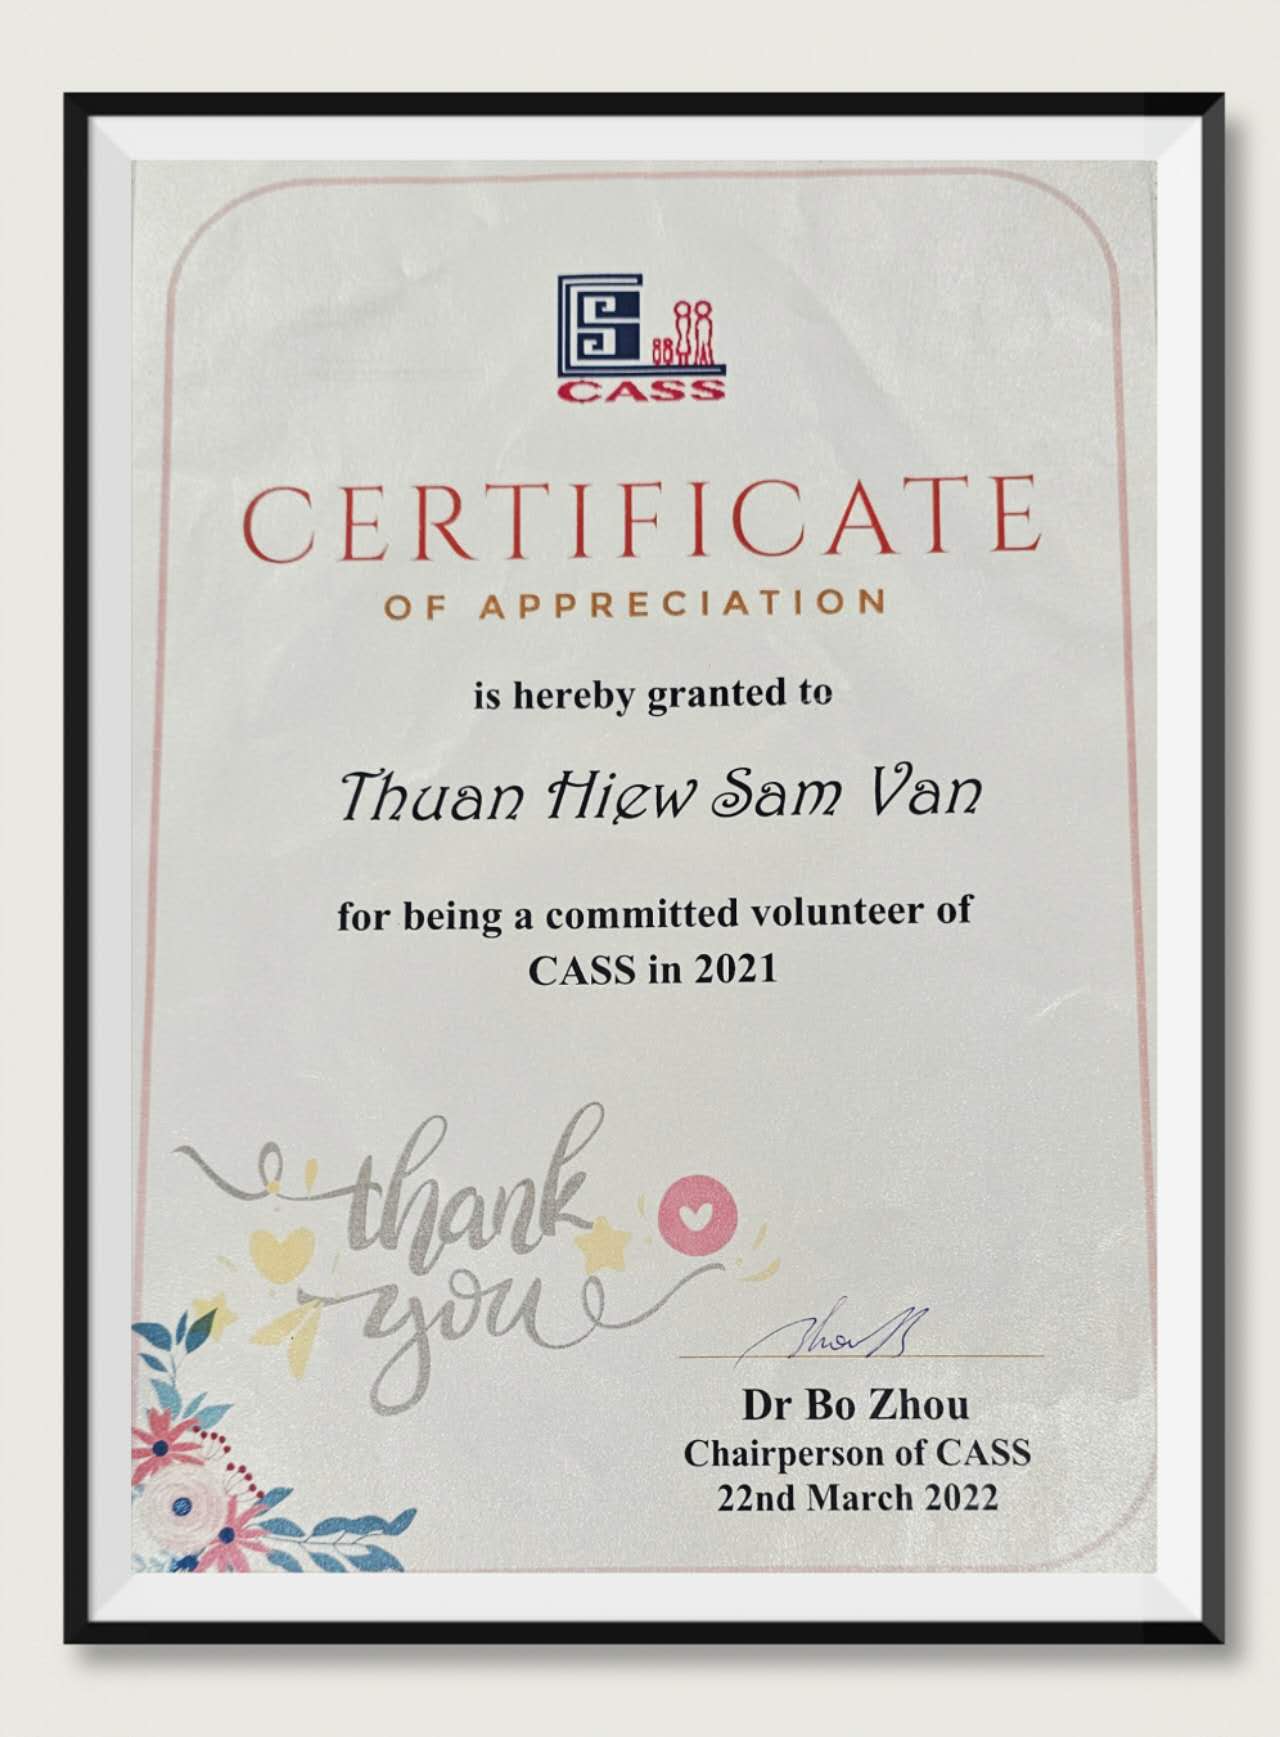 CASS
CERTIFICATE
OF APPRECIATION
is hereby granted to
Thuan Hiew Sam Van
for being a committed volunteer of
CASS in 2021
thank
you
Dr Bo Zhou
Chairperson of CASS
22nd March 2022